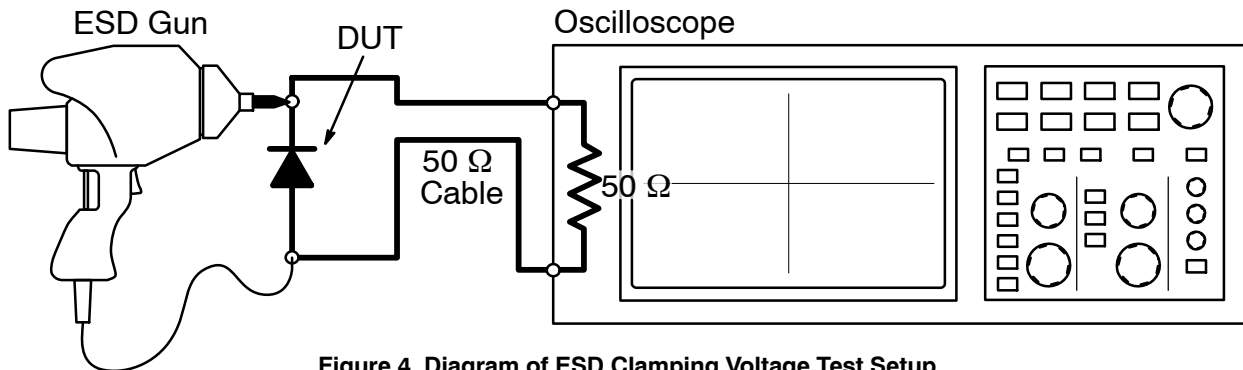 ESD Gun
DUT
Oscilloscope
50 Ω
Cable
50 Ω
Figure 4. Diagram of ESD Clamping Voltage Test Setup